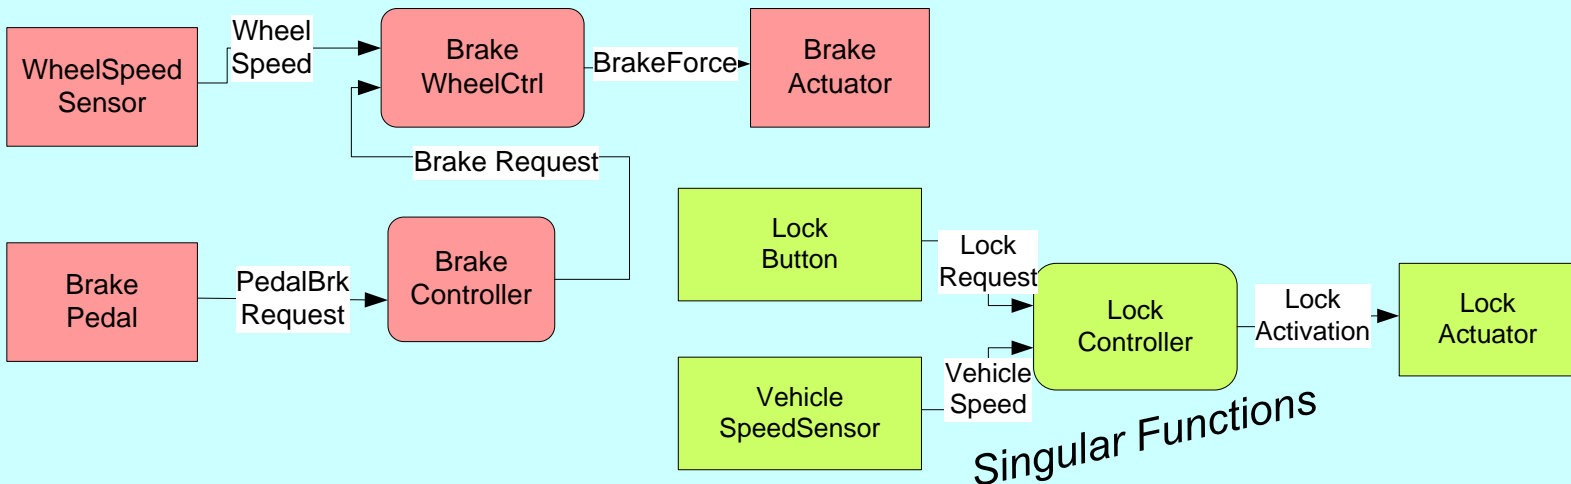 WheelSpeed
Sensor
Wheel
Speed
Brake
WheelCtrl
BrakeForce
Brake
Actuator
Brake Request
Brake
Pedal
PedalBrk
Request
Brake
Controller
Lock
Button
Lock
Request
Vehicle
SpeedSensor
Vehicle
Speed
Lock
Controller
Lock
Activation
Lock
Actuator
Singular Functions